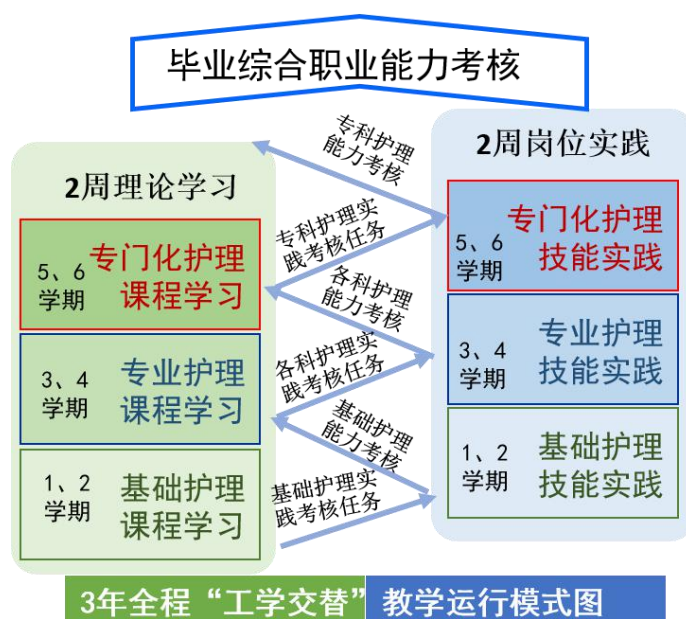 毕业综合职业能力考核
2周理论学习
5、6
学期
专门化护理
课程学习
3、4
学期
专业护理
课程学习
1、2
学期
基础护理
课程学习
专科护理
能力考核
专科护理实
践考核任务
各科护理
能力考核
各科护理实
践考核任务
基础护理
能力考核
基础护理实
践考核任务
2周岗位实践
5、6
学期
专门化护理
技能实践
3、4
学期
专业护理
技能实践
1、2
学期
基础护理
技能实践
3年全程“工学交替”教学运行模式图